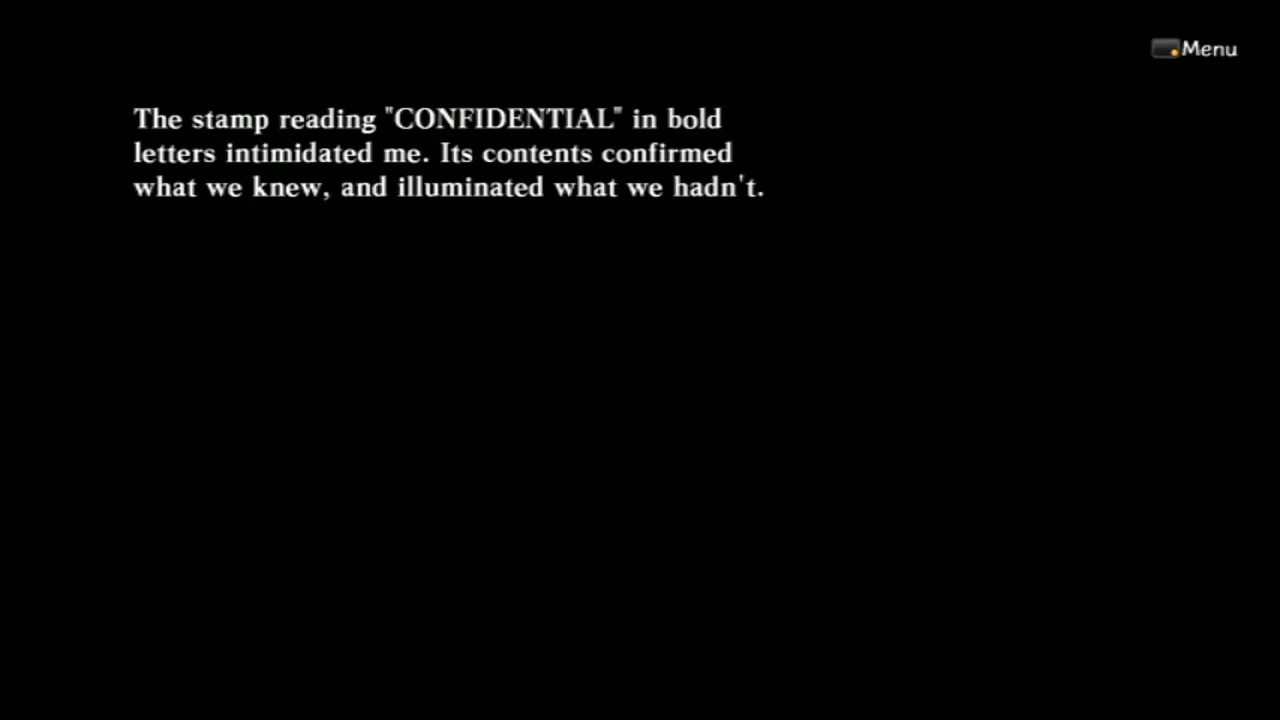 Menu
The stamp reading "CONFIDENTIAL" in bold
letters intimidated me. Its contents confirmed
what we knew, and illuminated what we hadn't.